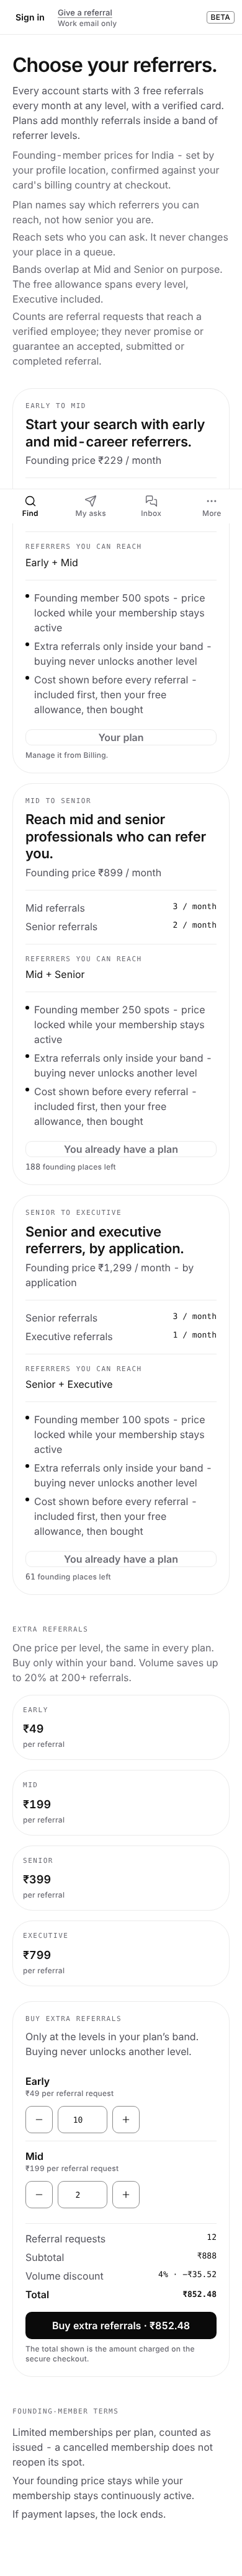 Sign in
Give a referral
Work email only
BETA
Choose your referrers.
Every account starts with 3 free referrals
every month at any level, with a verified card.
Plans add monthly referrals inside a band of
referrer levels.
Founding-member prices for India - set by
your profile location, confirmed against your
card's billing country at checkout.
Plan names say which referrers you can
reach, not how senior you are.
Reach sets who you can ask. It never changes
your place in a queue.
Bands overlap at Mid and Senior on purpose.
The free allowance spans every level,
Executive included.
Counts are referral requests that reach a
verified employee; they never promise or
guarantee an accepted, submitted or
completed referral.
EARLY TO MID
Start your search with early
and mid-career referrers.
Founding price ₹229 / month
Find
My asks
Inbox
More
REFERRERS YOU CAN REACH
Early + Mid
Founding member 500 spots - price
locked while your membership stays
active
Extra referrals only inside your band -
buying never unlocks another level
Cost shown before every referral -
included first, then your free
allowance, then bought
Your plan
Manage it from Billing.
MID TO SENIOR
Reach mid and senior
professionals who can refer
you.
Founding price ₹899 / month
Mid referrals 3 / month
Senior referrals 2 / month
REFERRERS YOU CAN REACH
Mid + Senior
Founding member 250 spots - price
locked while your membership stays
active
Extra referrals only inside your band -
buying never unlocks another level
Cost shown before every referral -
included first, then your free
allowance, then bought
You already have a plan
188 founding places left
SENIOR TO EXECUTIVE
Senior and executive
referrers, by application.
Founding price ₹1,299 / month - by
application
Senior referrals 3 / month
Executive referrals 1 / month
REFERRERS YOU CAN REACH
Senior + Executive
Founding member 100 spots - price
locked while your membership stays
active
Extra referrals only inside your band -
buying never unlocks another level
Cost shown before every referral -
included first, then your free
allowance, then bought
You already have a plan
61 founding places left
EXTRA REFERRALS
One price per level, the same in every plan.
Buy only within your band. Volume saves up
to 20% at 200+ referrals.
EARLY
₹49
per referral
MID
₹199
per referral
SENIOR
₹399
per referral
EXECUTIVE
₹799
per referral
BUY EXTRA REFERRALS
Only at the levels in your plan’s band.
Buying never unlocks another level.
Early
₹49 per referral request
− 10 +
Mid
₹199 per referral request
− 2 +
Referral requests 12
Subtotal ₹888
Volume discount 4% · −₹35.52
Total ₹852.48
Buy extra referrals · ₹852.48
The total shown is the amount charged on the
secure checkout.
FOUNDING-MEMBER TERMS
Limited memberships per plan, counted as
issued - a cancelled membership does not
reopen its spot.
Your founding price stays while your
membership stays continuously active.
If payment lapses, the lock ends.